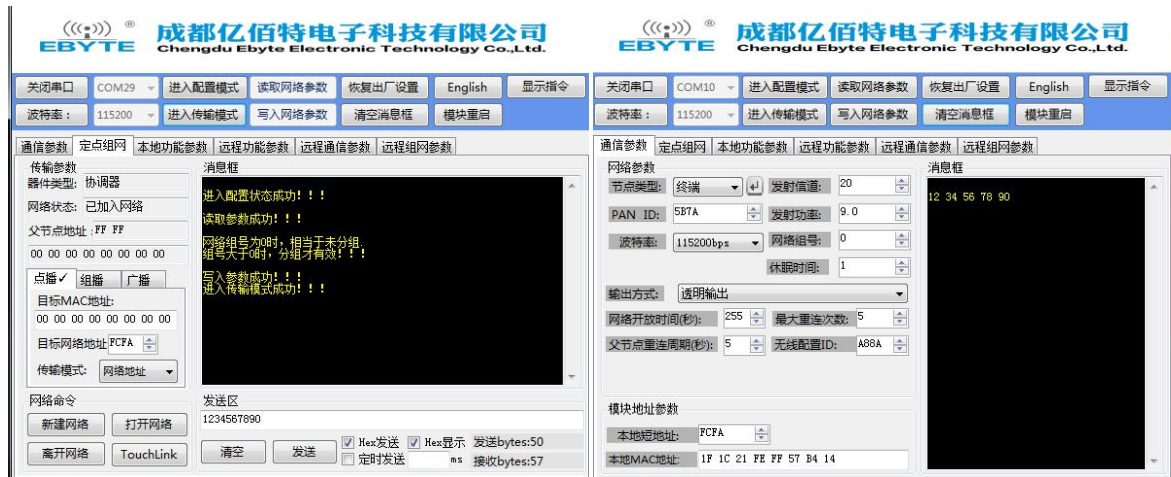 EBYTE ® 成都亿佰特电子科技有限公司
Chengdu Ebyte Electronic Technology Co.,Ltd.
关闭串口 COM29 进入配置模式 读取网络参数 恢复出厂设置 English 显示指令
波特率: 115200 进入传输模式 写入网络参数 清空消息框 模块重启
通信参数 定点组网 本地功能参数 远程功能参数 远程通信参数 远程组网参数
传输参数
器件类型: 协调器
网络状态: 已加入网络
父节点地址: FF FF
00 00 00 00 00 00 00 00
点播✓ 组播 广播
目标MAC地址:
00 00 00 00 00 00 00 00
目标网络地址 FCFA
传输模式: 网络地址
网络命令
新建网络 打开网络
离开网络 TouchLink
消息框
进入配置状态成功!!!
读取参数成功!!!
网络组号为0时,相当于未分组.
组号大于0时,分组才有效!!!
写入参数成功!!!
进入传输模式成功!!!
发送区
1234567890
清空 发送 Hex发送 Hex显示 发送bytes:50
定时发送 ms 接收bytes:57
EBYTE ® 成都亿佰特电子科技有限公司
Chengdu Ebyte Electronic Technology Co.,Ltd.
关闭串口 COM10 进入配置模式 读取网络参数 恢复出厂设置 English 显示指令
波特率: 115200 进入传输模式 写入网络参数 清空消息框 模块重启
通信参数 定点组网 本地功能参数 远程功能参数 远程通信参数 远程组网参数
网络参数
节点类型: 终端 发射信道: 20
PAN ID: 5B7A 发射功率: 9.0
波特率: 115200bps 网络组号: 0
休眠时间: 1
输出方式: 透明输出
网络开放时间(秒): 255 最大重连次数: 5
父节点重连周期(秒): 5 无线配置ID: A88A
模块地址参数
本地短地址: FCFA
本地MAC地址: 1F 1C 21 FE FF 57 B4 14
消息框
12 34 56 78 90